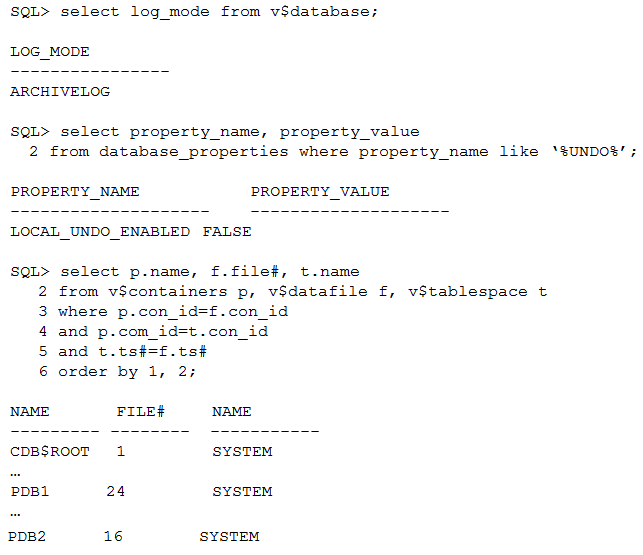 SQL> select log_mode from v$database;
LOG_MODE
----------------
ARCHIVELOG
SQL> select property_name, property_value
2 from database_properties where property_name like ‘%UNDO%’;
PROPERTY_NAME PROPERTY_VALUE
-------------------- --------------------
LOCAL_UNDO_ENABLED FALSE
SQL> select p.name, f.file#, t.name
2 from v$containers p, v$datafile f, v$tablespace t
3 where p.con_id=f.con_id
4 and p.com_id=t.con_id
5 and t.ts#=f.ts#
6 order by 1, 2;
NAME FILE# NAME
--------- -------- -----------
CDB$ROOT 1 SYSTEM
…
PDB1 24 SYSTEM
…
PDB2 16 SYSTEM